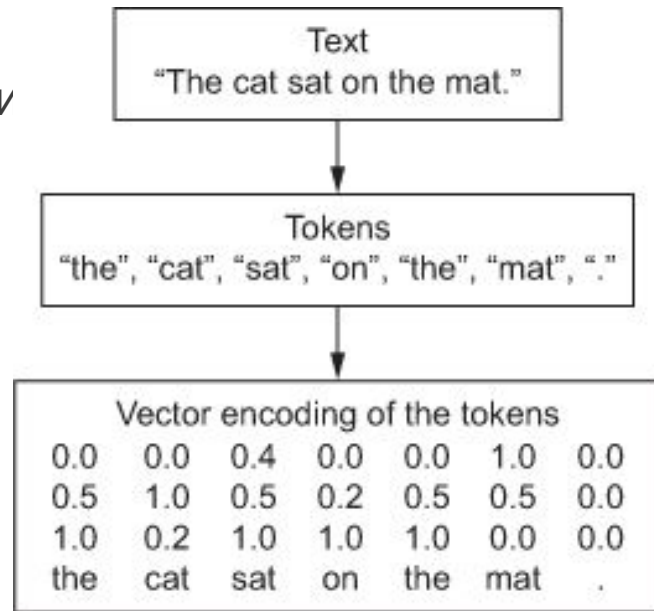 Text
“The cat sat on the mat.”
Tokens
“the”, “cat”, “sat”, “on”, “the”, “mat”, “.”
Vector encoding of the tokens
0.0 0.0 0.4 0.0 0.0 1.0 0.0
0.5 1.0 0.5 0.2 0.5 0.5 0.0
1.0 0.2 1.0 1.0 1.0 0.0 0.0
the cat sat on the mat .